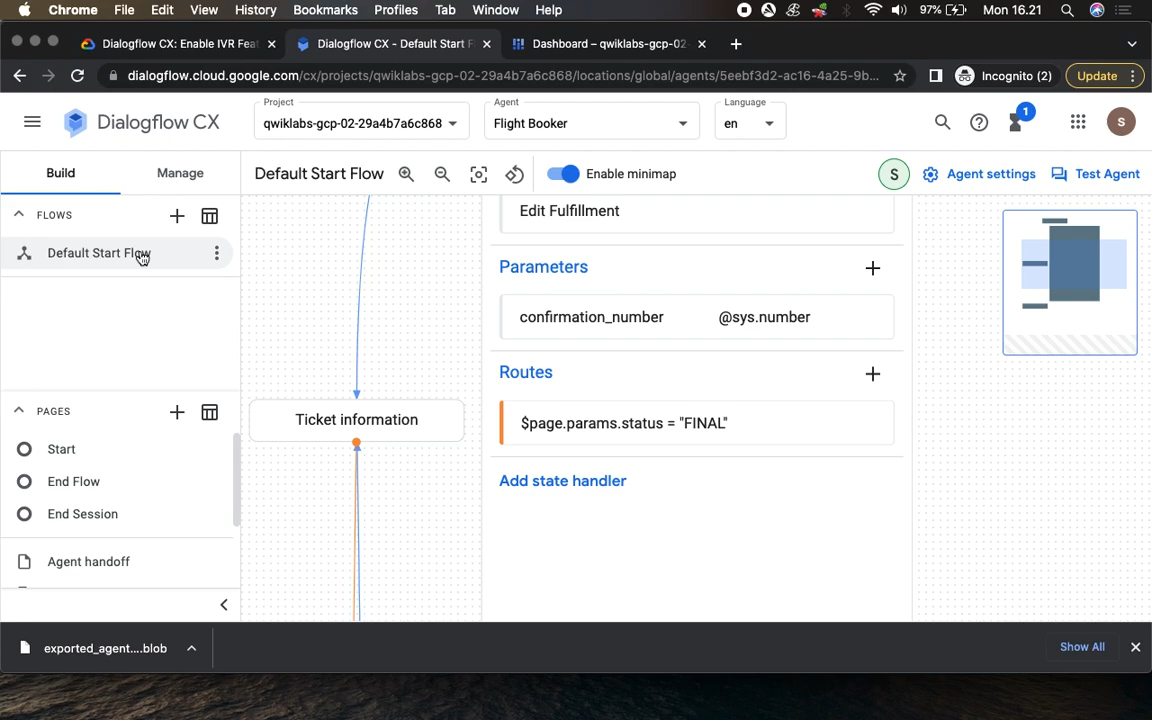 Chrome File Edit View History Bookmarks Profiles Tab Window Help 97% Mon 16.21
Dialogflow CX: Enable IVR Feat
Dialogflow CX - Default Start F
Dashboard – qwiklabs-gcp-02-
dialogflow.cloud.google.com/cx/projects/qwiklabs-gcp-02-29a4b7a6c868/locations/global/agents/5eebf3d2-ac16-4a25-9b...
Incognito (2)
Update
Dialogflow CX
Project
qwiklabs-gcp-02-29a4b7a6c868
Agent
Flight Booker
Language
en
1
S
Build
Manage
Default Start Flow
Enable minimap
S
Agent settings
Test Agent
FLOWS
Default Start Flow
PAGES
Start
End Flow
End Session
Agent handoff
Ticket information
Edit Fulfillment
Parameters
confirmation_number @sys.number
Routes
$page.params.status = "FINAL"
Add state handler
exported_agent....blob
Show All